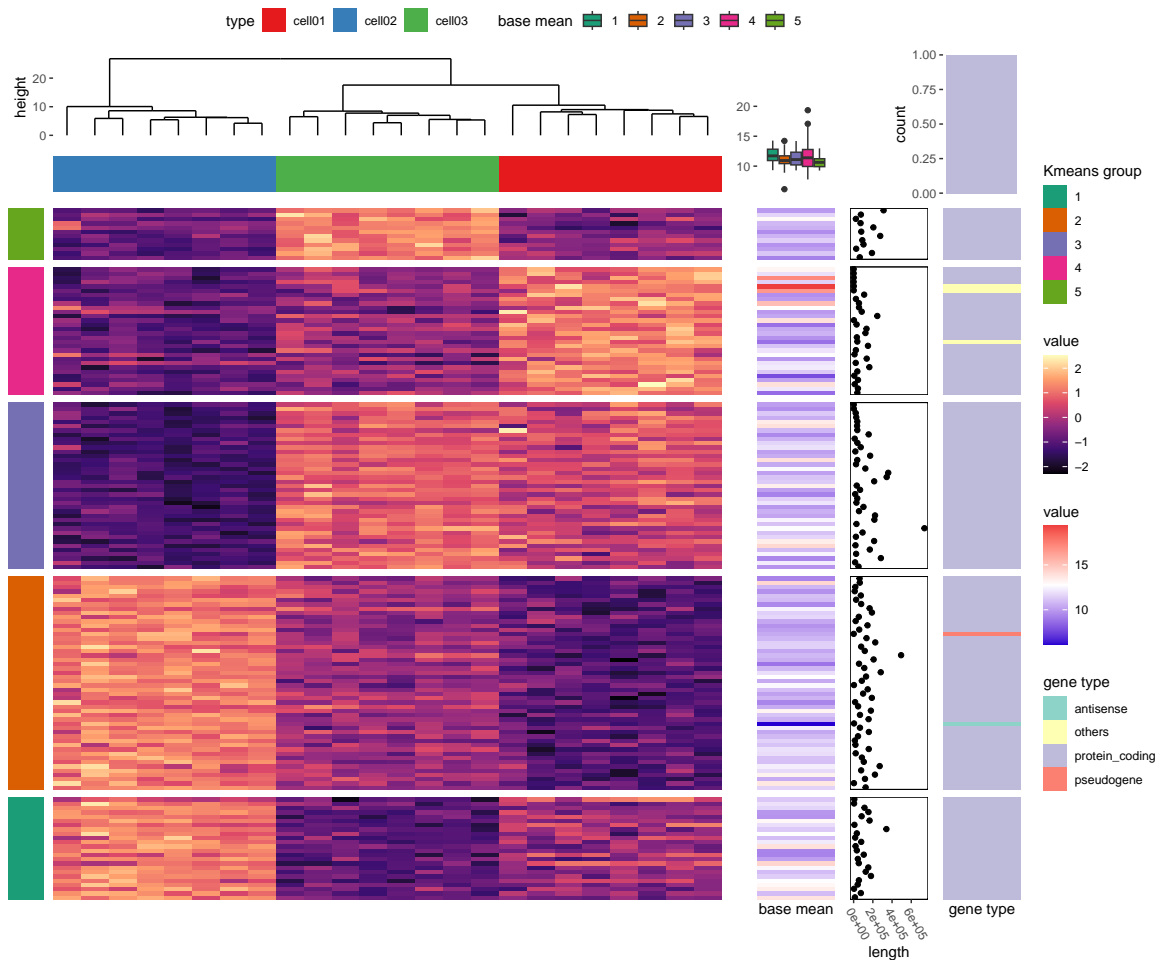 type cell01 cell02 cell03 base mean 1 2 3 4 5
height
20
10
0
20
15
10
count
1.00
0.75
0.50
0.25
0.00
Kmeans group
1
2
3
4
5
value
2
1
0
−1
−2
value
15
10
gene type
antisense
others
protein_coding
pseudogene
base mean
0e+00 2e+05 4e+05 6e+05
length
gene type